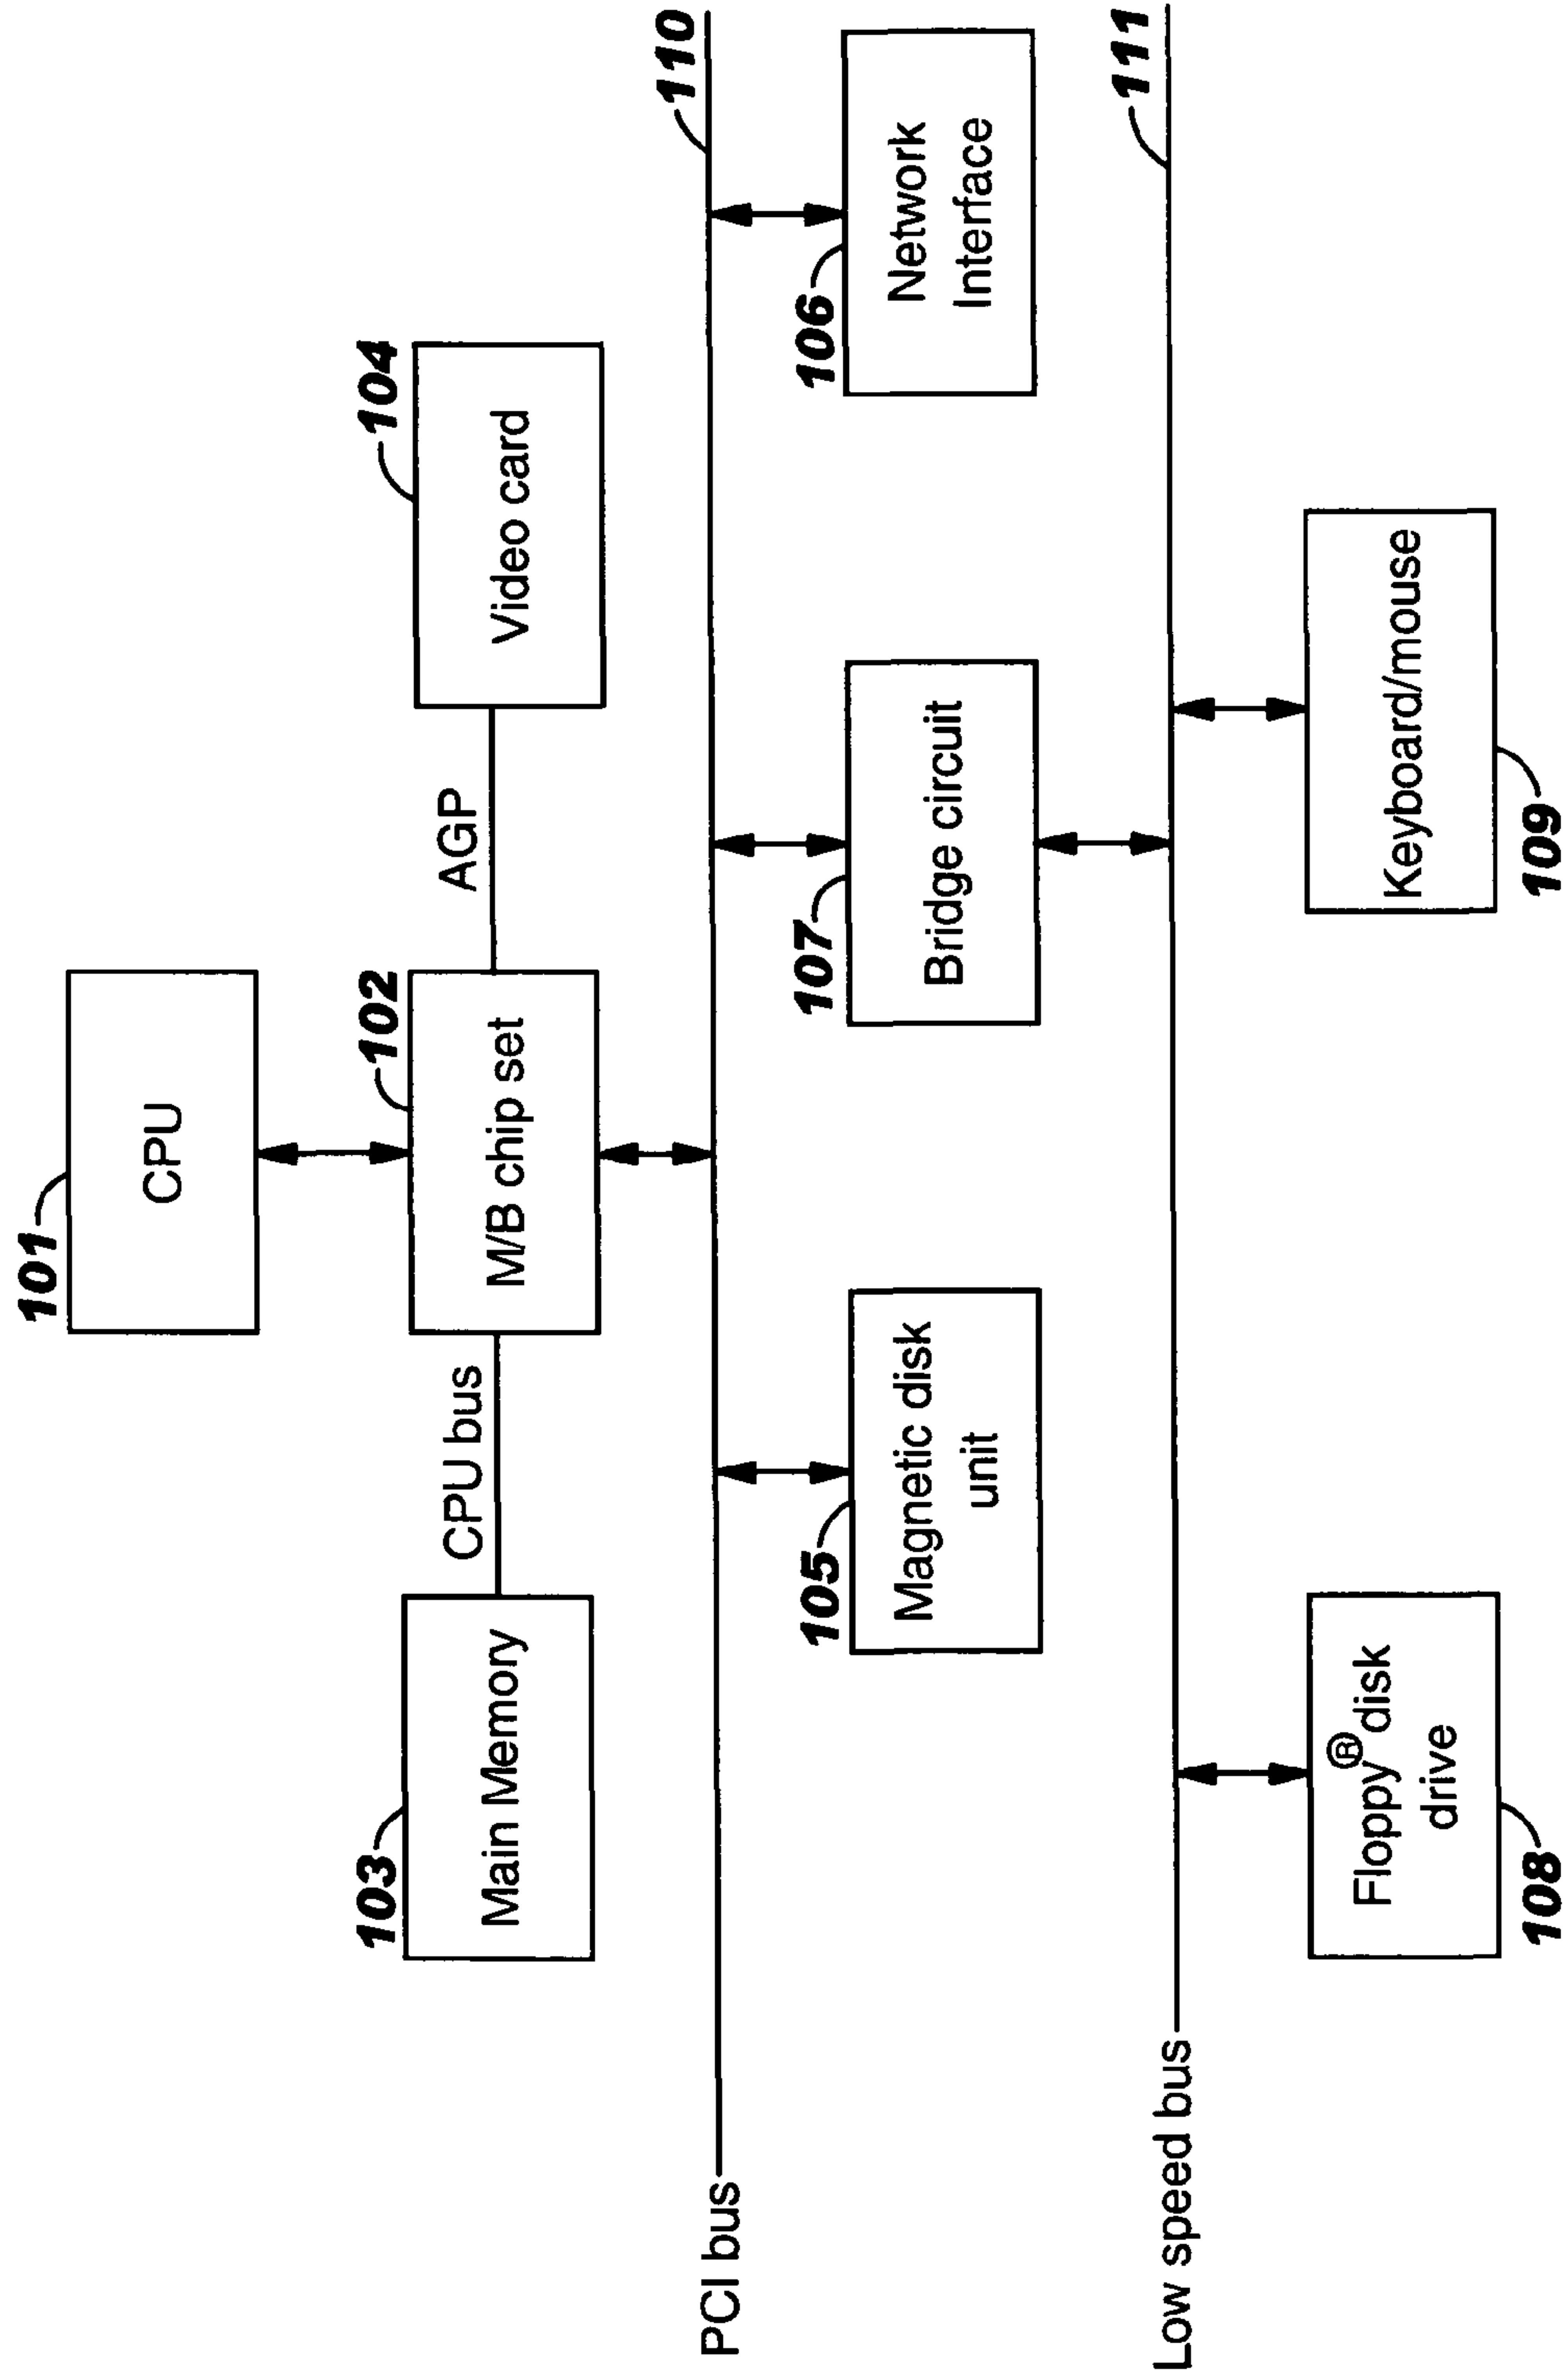 101
CPU
103
Main Memory
CPU bus
102
M/B chip set
AGP
104
Video card
PCI bus
110
105
Magnetic disk
unit
107
Bridge circuit
106
Network
Interface
Low speed bus
111
Floppy® disk
drive
108
Keyboard/mouse
109